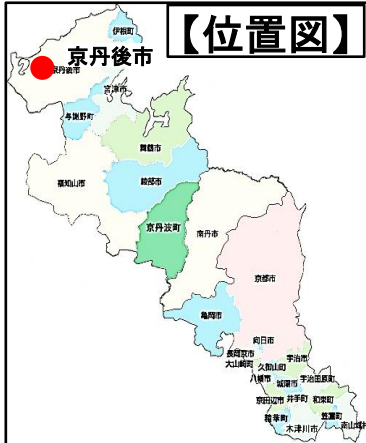 【位置図】
伊根町
京丹後市
京丹後市
宮津市
与謝野町
舞鶴市
綾部市
福知山市
京丹波町
南丹市
京都市
亀岡市
向日市
長岡京市
大山崎町
宇治市
久御山町
八幡市
城陽市
宇治田原町
京田辺市
井手町
和束町
精華町
笠置町
木津川市
南山城村